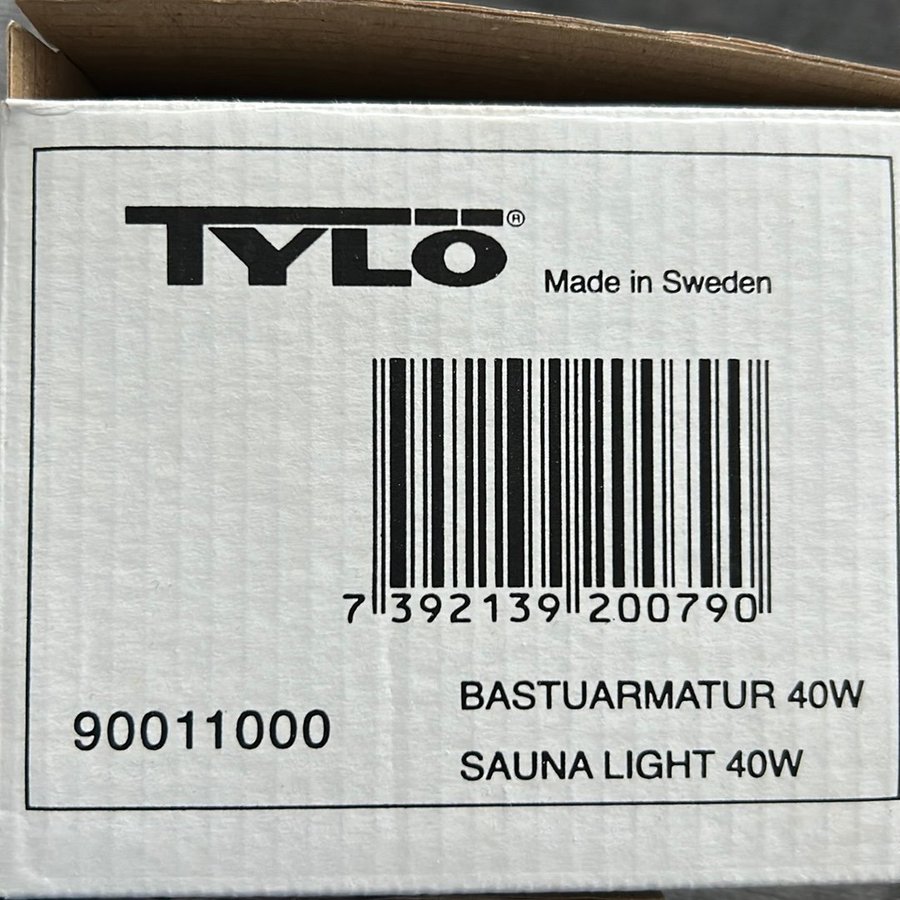 TYLÖ®
Made in Sweden
7 392139 200790
90011000
BASTUARMATUR 40W
SAUNA LIGHT 40W